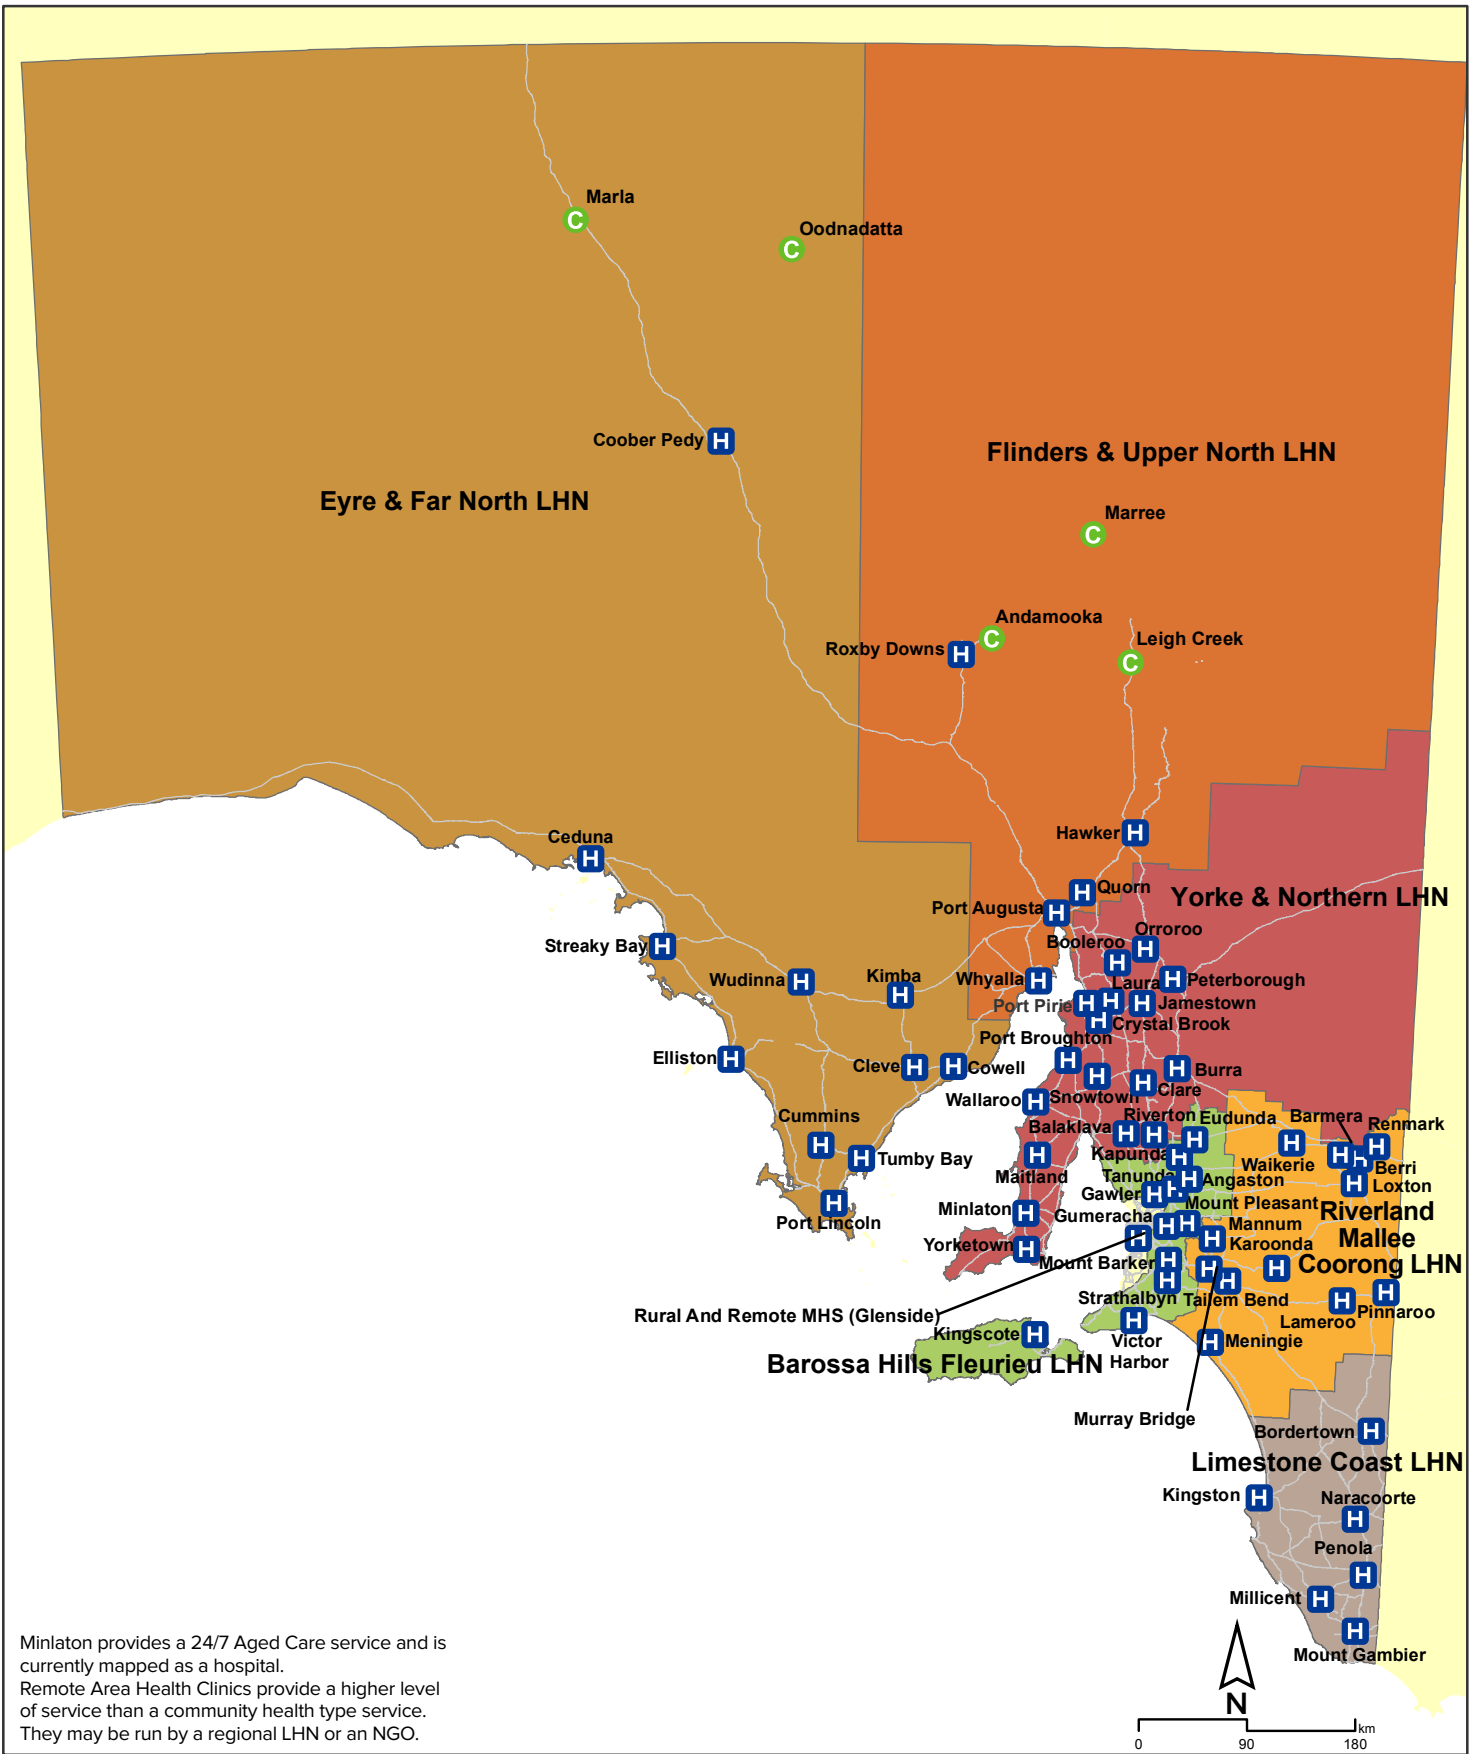 Marla
C
Oodnadatta
C
Coober Pedy H
Flinders & Upper North LHN
Eyre & Far North LHN
Marree
C
Andamooka
C
Roxby Downs H
Leigh Creek
C
Hawker H
Ceduna
H
H Quorn
Yorke & Northern LHN
Port Augusta H
Orroroo
H
Booleroo
H
Streaky Bay H
Wudinna H
Kimba
H
Whyalla H
Laura
H
H Peterborough
Port Pirie H
H Jamestown
H Crystal Brook
Port Broughton
H
Elliston H
Cleve H
H Cowell
H Burra
H
Snowtown
H
Clare
Wallaroo H
Cummins
H
Riverton
H
Eudunda
H
Barmera
H
Renmark
H
Balaklava H
Kapunda H
Waikerie
H
H Berri
Tumby Bay
H
Maitland
H
Tanunda H
H Angaston
H Loxton
Gawler H
Mount Pleasant
H
Riverland
Mallee
Coorong LHN
Port Lincoln
H
Minlaton H
Gumeracha H
Mannum
H
Karoonda
H
Yorketown H
H
Mount Barker H
H
Strathalbyn
H
Tailem Bend
H
Lameroo
H
Pinnaroo
H
Rural And Remote MHS (Glenside)
Kingscote H
Victor
Harbor
H
H Meningie
Barossa Hills Fleurieu LHN
Murray Bridge
Bordertown H
Limestone Coast LHN
Kingston H
Naracoorte
H
Penola
H
Millicent H
H
Mount Gambier
Minlaton provides a 24/7 Aged Care service and is
currently mapped as a hospital.
Remote Area Health Clinics provide a higher level
of service than a community health type service.
They may be run by a regional LHN or an NGO.
N
km
0 90 180